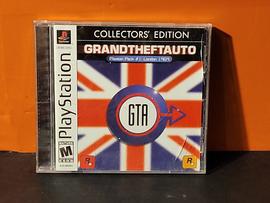 COLLECTORS' EDITION
GRANDTHEFTAUTO
Mission Pack #1: London 1969
PlayStation
GTA
M
R
R